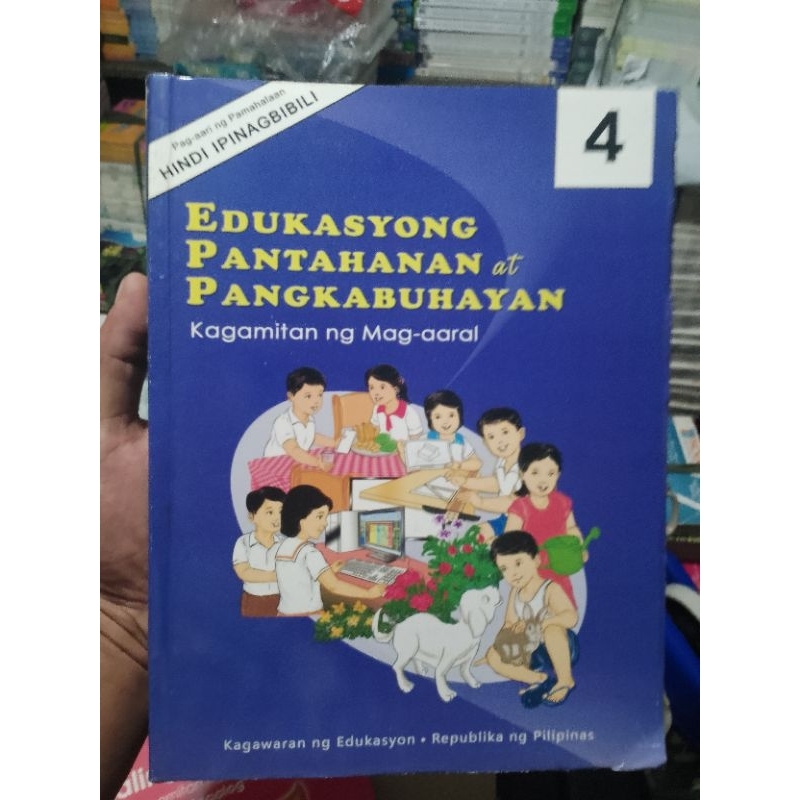 Pag-aari ng Pamahalaan
HINDI IPINAGBIBILI
4
EDUKASYONG
PANTAHANAN at
PANGKABUHAYAN
Kagamitan ng Mag-aaral
Kagawaran ng Edukasyon • Republika ng Pilipinas